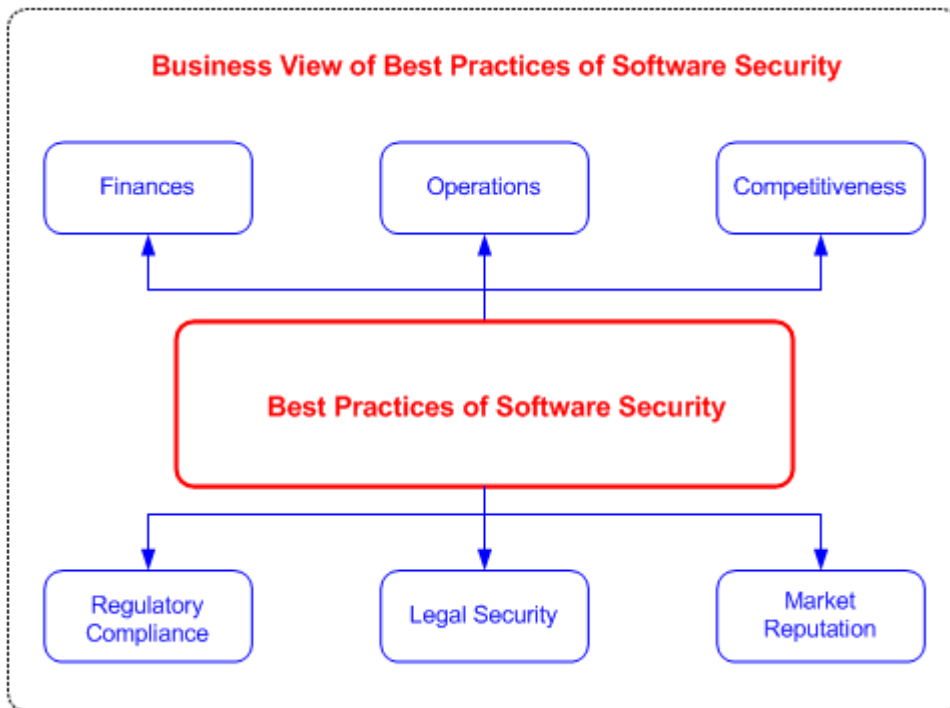 Business View of Best Practices of Software Security
Finances
Operations
Competitiveness
Best Practices of Software Security
Regulatory
Compliance
Legal Security
Market
Reputation